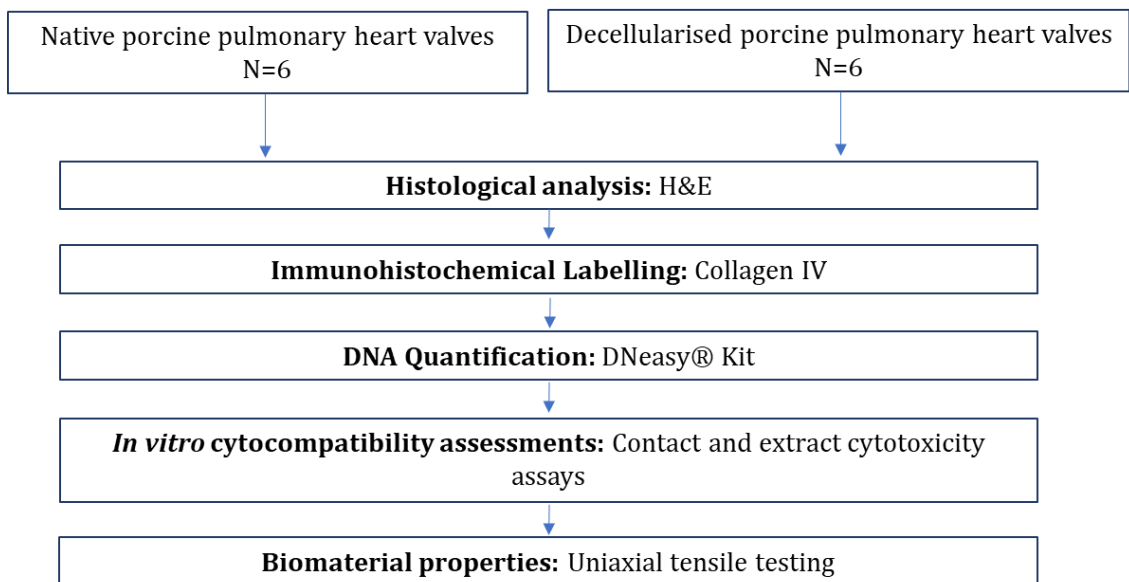 Native porcine pulmonary heart valves
N=6
Decellularised porcine pulmonary heart valves
N=6
Histological analysis: H&E
Immunohistochemical Labelling: Collagen IV
DNA Quantification: DNeasy® Kit
In vitro cytocompatibility assessments: Contact and extract cytotoxicity
assays
Biomaterial properties: Uniaxial tensile testing